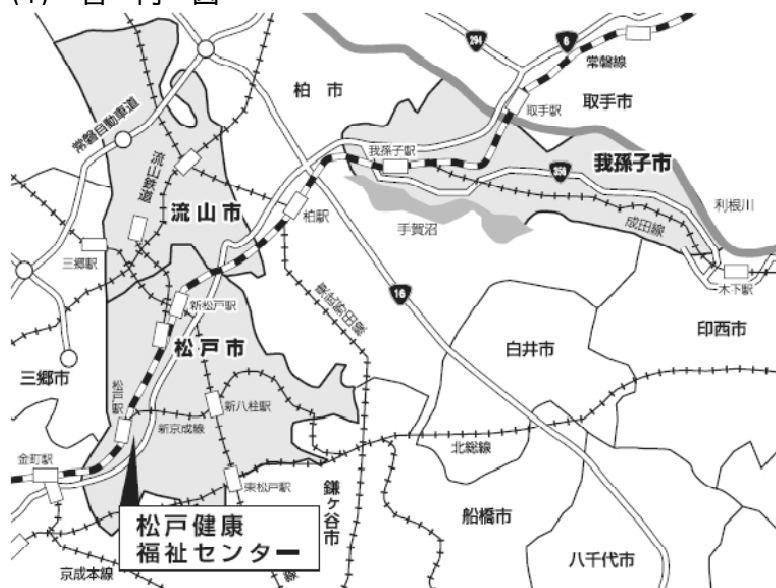 294
6
常磐線
柏 市
取手市
取手駅
常磐自動車道
我孫子駅
我孫子市
356
流山鉄道
流山市
柏駅
手賀沼
利根川
成田線
三郷駅
木下駅
16
新松戸駅
東武野田線
印西市
松戸市
白井市
三郷市
松戸駅
新八柱駅
新京成線
北総線
金町駅
東松戸駅
鎌ヶ谷市
船橋市
松戸健康
福祉センター
八千代市
京成本線
線